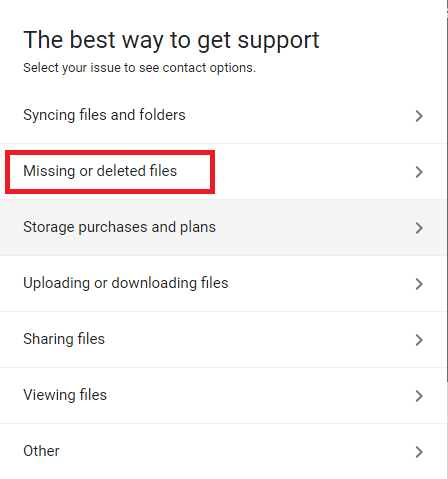 The best way to get support
Select your issue to see contact options.
Syncing files and folders
Missing or deleted files
Storage purchases and plans
Uploading or downloading files
Sharing files
Viewing files
Other